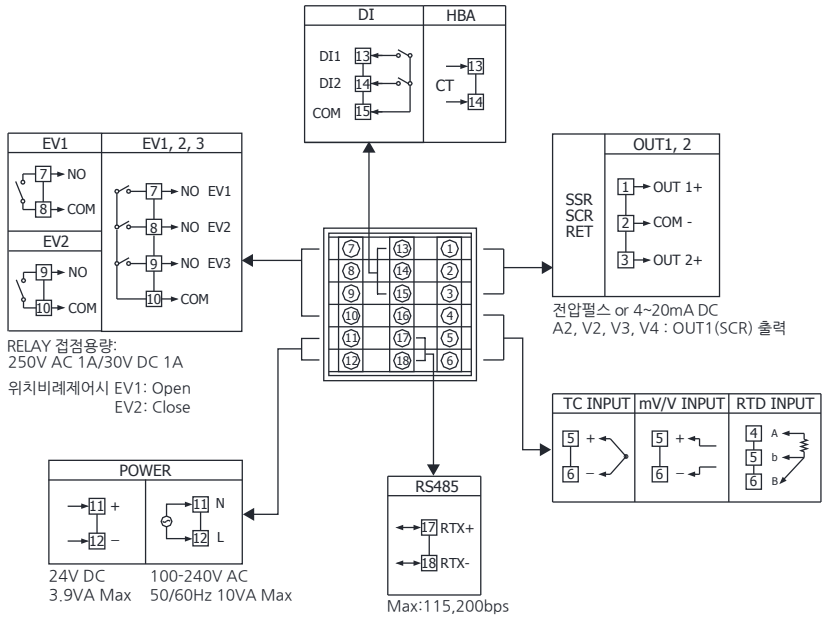 DI HBA
DI1 13
DI2 14
COM 15
CT
13
14
EV1
7 NO
8 COM
EV2
9 NO
10 COM
EV1, 2, 3
7 NO EV1
8 NO EV2
9 NO EV3
10 COM
RELAY 접점용량:
250V AC 1A/30V DC 1A
위치비례제어시 EV1: Open
EV2: Close
7 13 1
8 14 2
9 15 3
10 16 4
11 17 5
12 18 6
OUT1, 2
SSR
SCR
RET
1 OUT 1+
2 COM -
3 OUT 2+
전압펄스 or 4~20mA DC
A2, V2, V3, V4 : OUT1(SCR) 출력
TC INPUT
5 +
6 −
mV/V INPUT
5 +
6 −
RTD INPUT
4 A
5 b
6 B
POWER
11 +
12 −
11 N
12 L
24V DC
3.9VA Max
100-240V AC
50/60Hz 10VA Max
RS485
17 RTX+
18 RTX-
Max:115,200bps